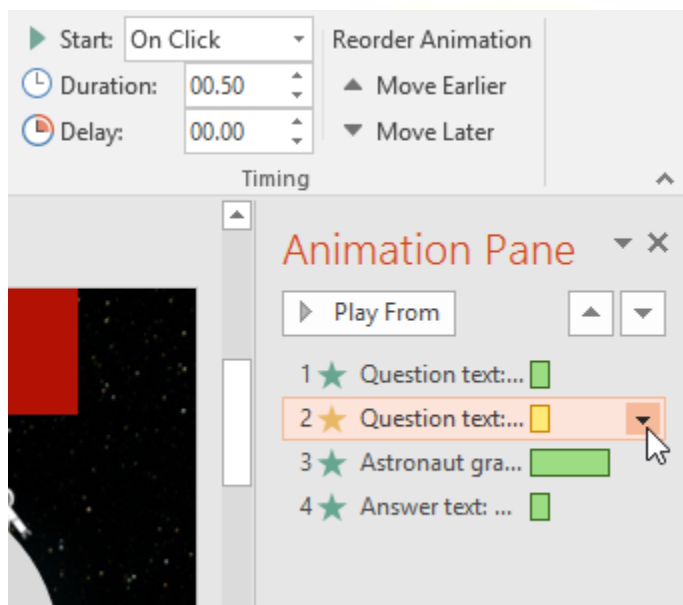 Start: On Click
Reorder Animation
Duration: 00.50
Move Earlier
Delay: 00.00
Move Later
Timing
Animation Pane
Play From
1 Question text:...
2 Question text:...
3 Astronaut gra...
4 Answer text: ...